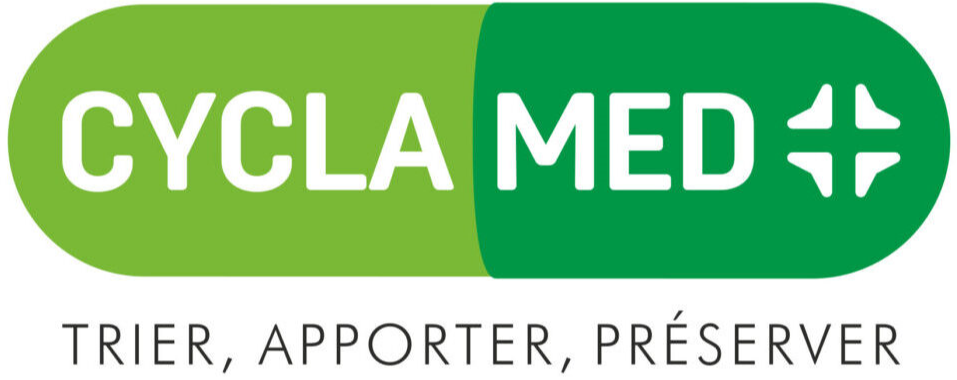 CYCLAMED
TRIER, APPORTER, PRÉSERVER